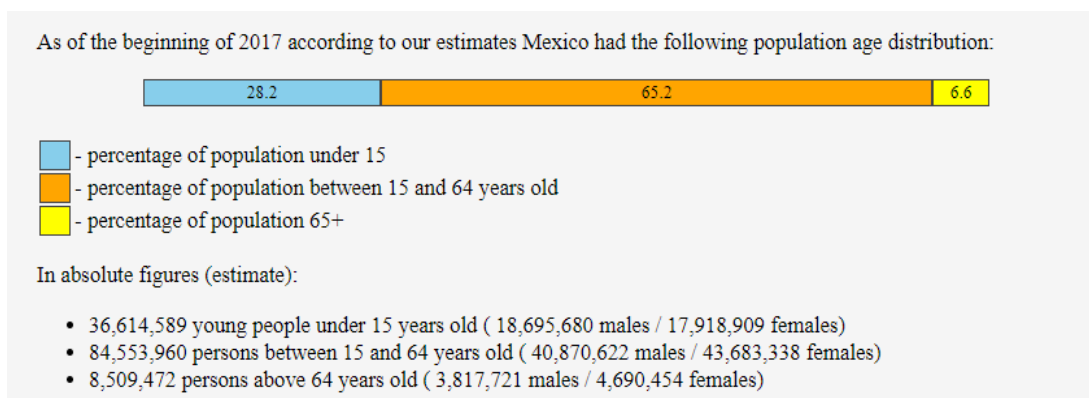 As of the beginning of 2017 according to our estimates Mexico had the following population age distribution:
28.2 65.2 6.6
- percentage of population under 15
- percentage of population between 15 and 64 years old
- percentage of population 65+
In absolute figures (estimate):
• 36,614,589 young people under 15 years old ( 18,695,680 males / 17,918,909 females)
• 84,553,960 persons between 15 and 64 years old ( 40,870,622 males / 43,683,338 females)
• 8,509,472 persons above 64 years old ( 3,817,721 males / 4,690,454 females)